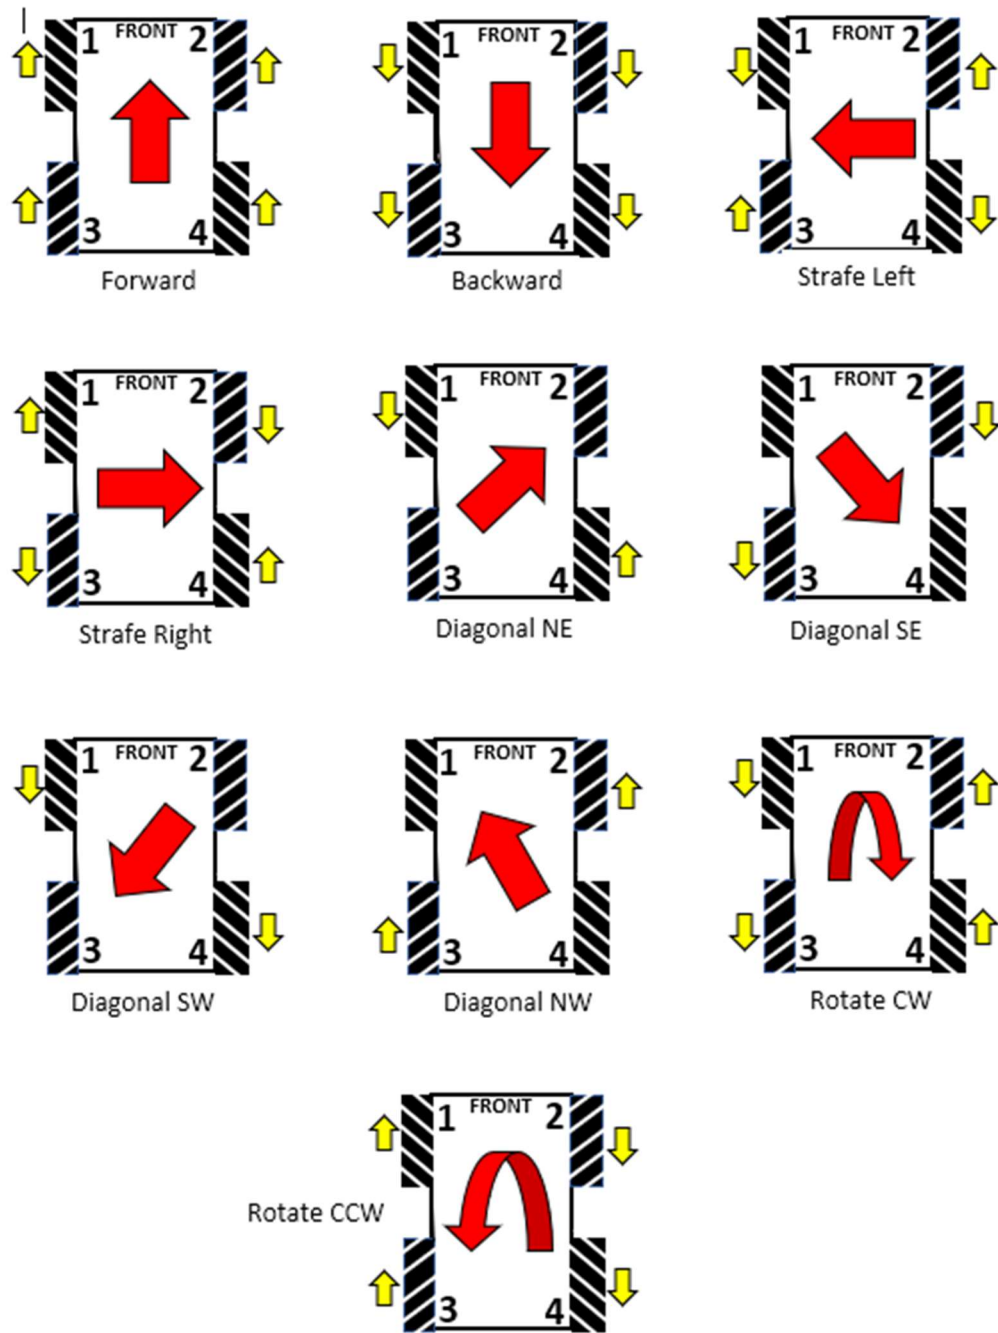 1 FRONT 2
3 4
Forward
1 FRONT 2
3 4
Backward
1 FRONT 2
3 4
Strafe Left
1 FRONT 2
3 4
Strafe Right
1 FRONT 2
3 4
Diagonal NE
1 FRONT 2
3 4
Diagonal SE
1 FRONT 2
3 4
Diagonal SW
1 FRONT 2
3 4
Diagonal NW
1 FRONT 2
3 4
Rotate CW
1 FRONT 2
Rotate CCW
3 4